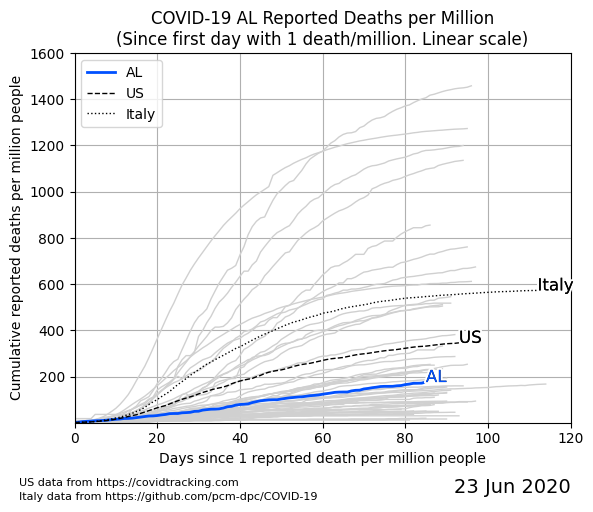 COVID-19 AL Reported Deaths per Million
(Since first day with 1 death/million. Linear scale)
Cumulative reported deaths per million people
1600
1400
1200
1000
800
600
400
200
AL
US
Italy
Italy
US
AL
0 20 40 60 80 100 120
Days since 1 reported death per million people
US data from https://covidtracking.com
Italy data from https://github.com/pcm-dpc/COVID-19
23 Jun 2020